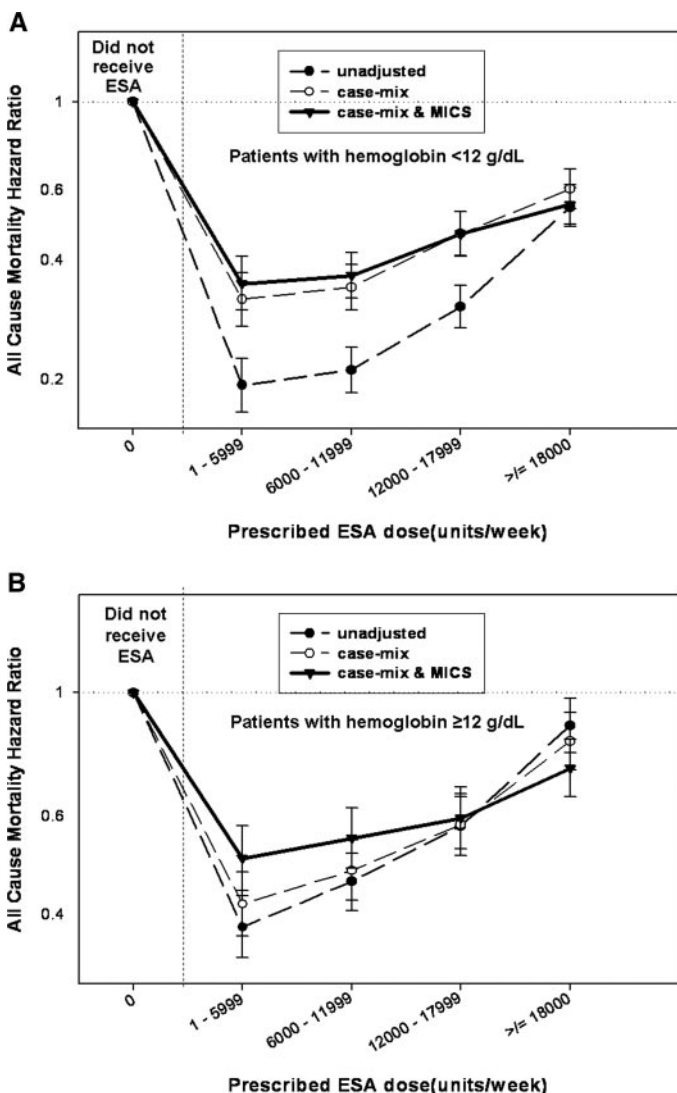 A
Did not
receive
ESA
unadjusted
case-mix
case-mix & MICS
Patients with hemoglobin <12 g/dL
All Cause Mortality Hazard Ratio
1
0.6
0.4
0.2
0
1 - 5999
6000 - 11999
12000 - 17999
>/= 18000
Prescribed ESA dose(units/week)
B
Did not
receive
ESA
unadjusted
case-mix
case-mix & MICS
Patients with hemoglobin ≥12 g/dL
All Cause Mortality Hazard Ratio
1
0.6
0.4
0
1 - 5999
6000 - 11999
12000 - 17999
>/= 18000
Prescribed ESA dose(units/week)